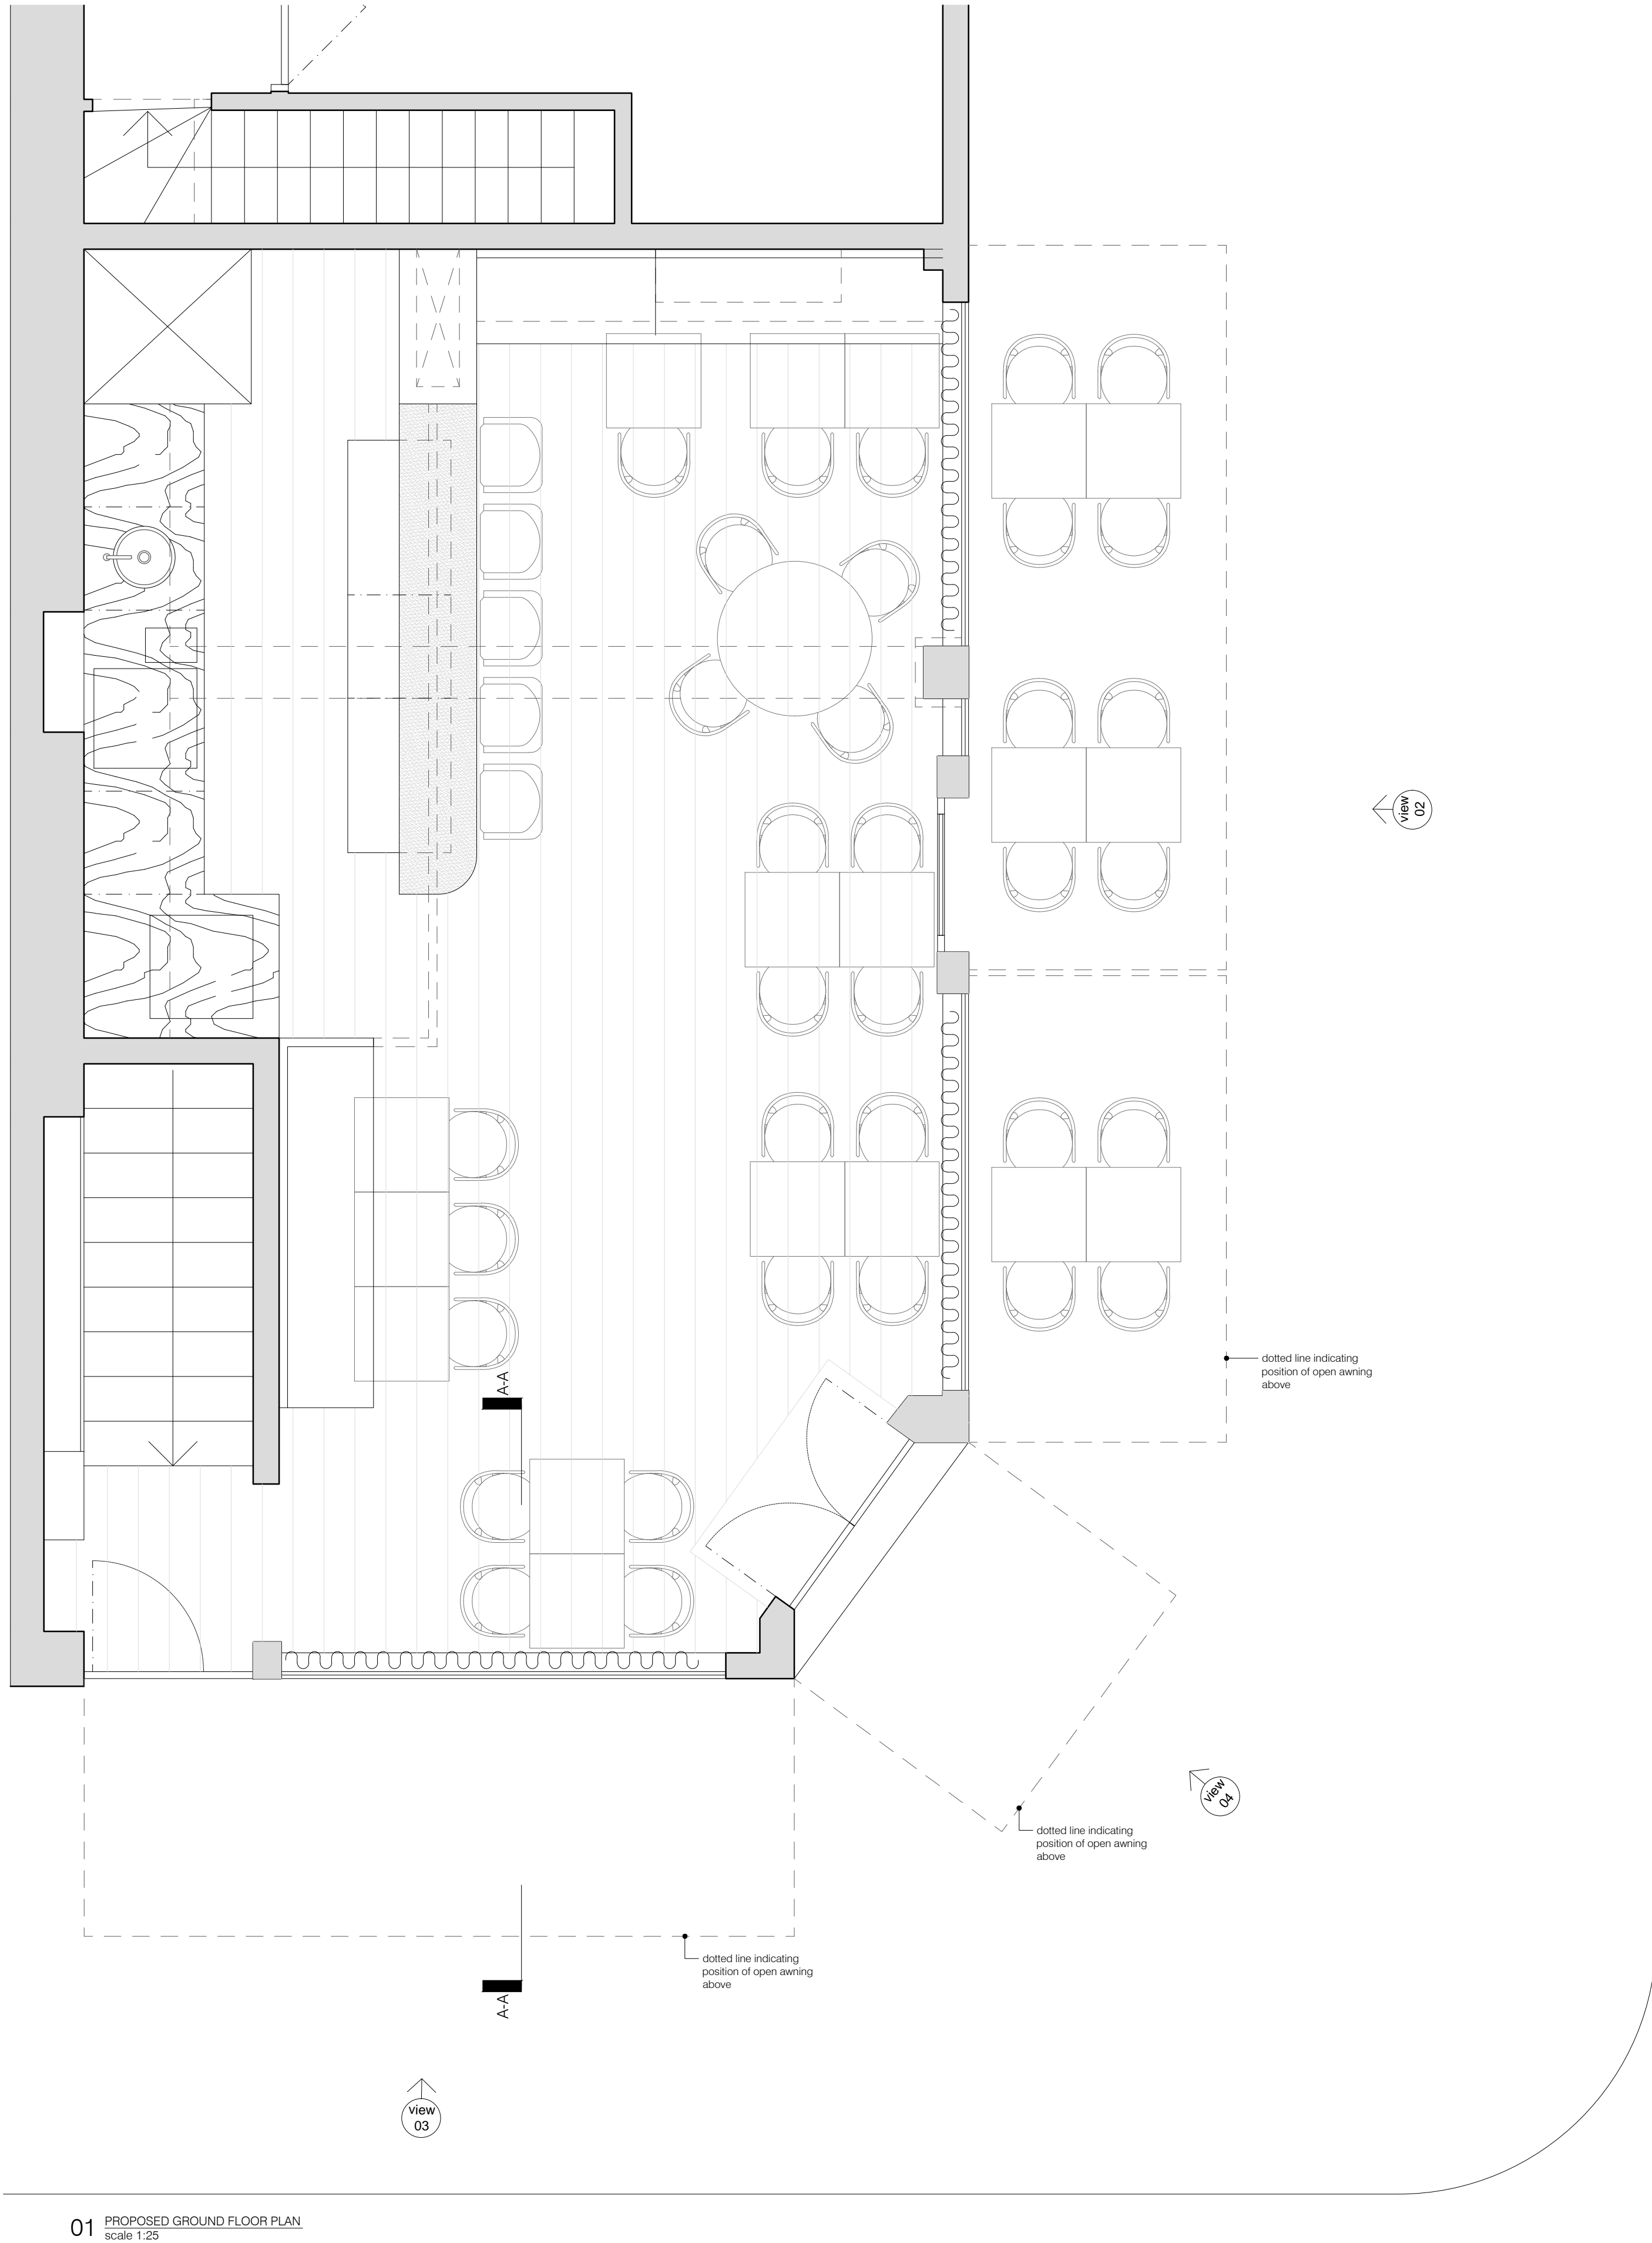 view
02
A-A
dotted line indicating
position of open awning
above
view
04
dotted line indicating
position of open awning
above
dotted line indicating
position of open awning
above
A-A
view
03
01 PROPOSED GROUND FLOOR PLAN
scale 1:25